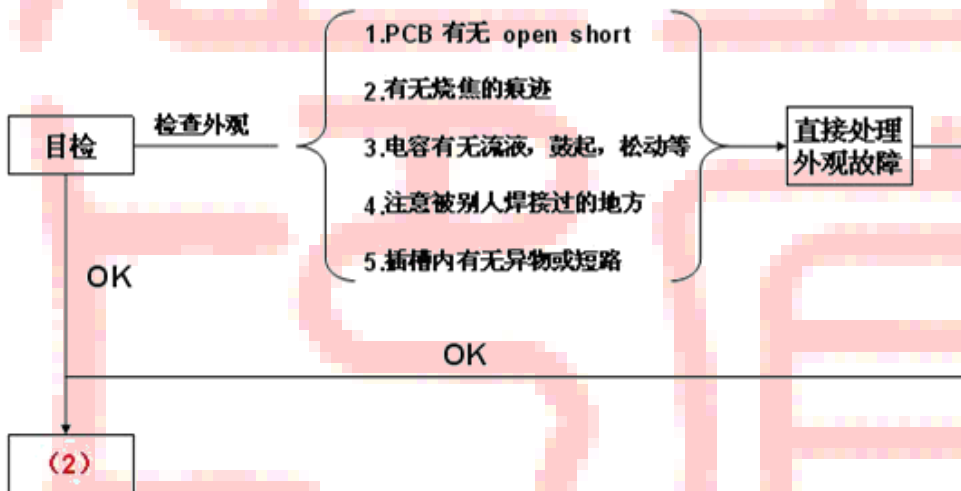 1.PCB 有无 open short
2.有无烧焦的痕迹
检查外观
目检
3.电容有无流液，鼓起，松动等
直接处理
外观故障
4.注意被别人焊接过的地方
5.插槽内有无异物或短路
OK
OK
（2）